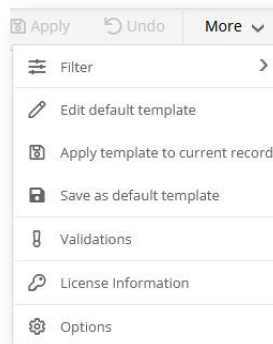 Apply Undo More
Filter
Edit default template
Apply template to current record
Save as default template
Validations
License Information
Options